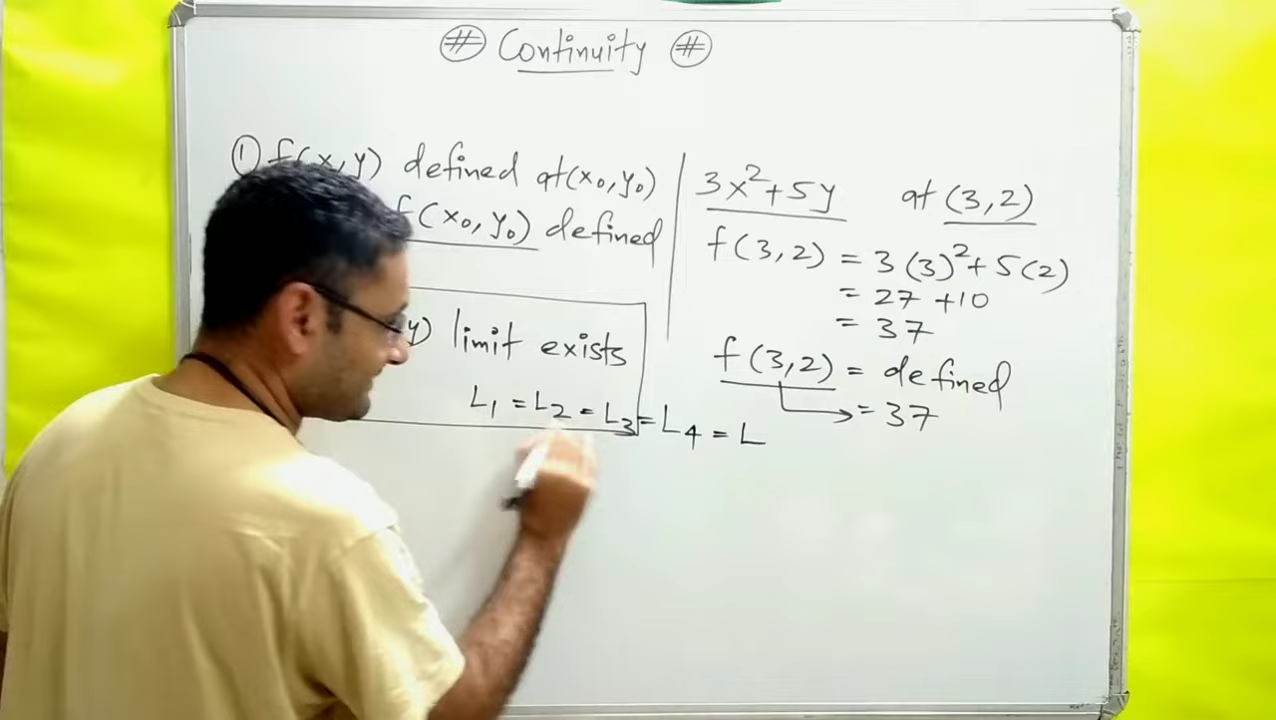 # Continuity #
① f(x,y) defined at (x₀,y₀)
f(x₀, y₀) defined
y) limit exists
L₁ = L₂ = L₃ = L₄ = L
3x² + 5y at (3,2)
f(3,2) = 3(3)² + 5(2)
= 27 + 10
= 37
f(3,2) = defined
= 37